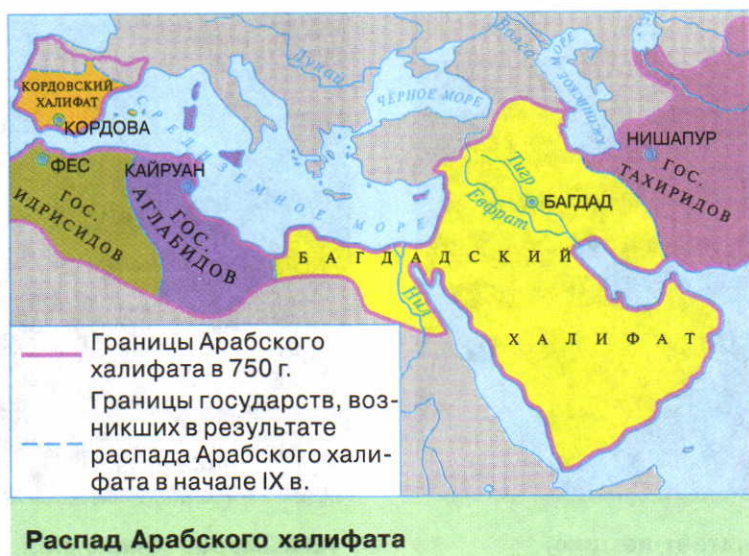 Волга
Дунай
КАСПИЙСКОЕ МОРЕ
ЧЁРНОЕ МОРЕ
КОРДОВСКИЙ
ХАЛИФАТ
КОРДОВА
СРЕДИЗЕМНОЕ МОРЕ
ФЕС
КАЙРУАН
НИШАПУР
ГОС.
ТАХИРИДОВ
Тигр
Евфрат
БАГДАД
ГОС.
ИДРИСИДОВ
ГОС.
АГЛАБИДОВ
БАГДАДСКИЙ
Нил
ХАЛИФАТ
Границы Арабского
халифата в 750 г.
Границы государств, воз-
никших в результате
распада Арабского хали-
фата в начале IX в.
Распад Арабского халифата